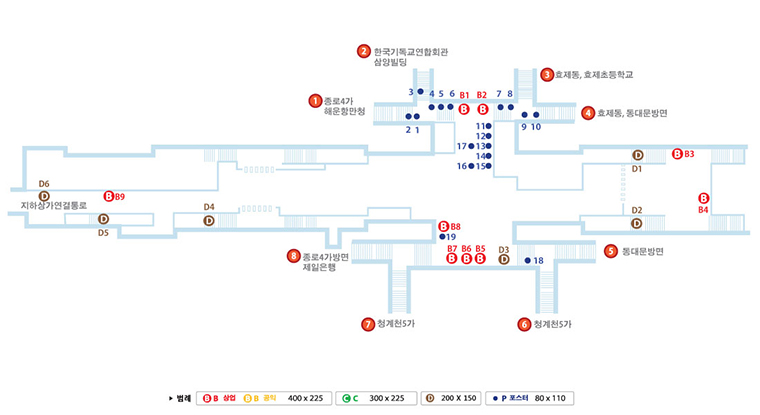 2 한국기독교연합회관
삼양빌딩
3 효제동, 효제초등학교
1 종로4가
해운항만청
3 4 5 6 B1 B2 7 8
B B
4 효제동, 동대문방면
2 1
9 10
11
12
17 13
14
16 15
D B B3
D1
D6
D B B9
지하상가연결통로
D4
D2
B
B4
D D D
D5
B B8
19
B7 B6 B5 D3
B B B D
18
8 종로4가방면
제일은행
5 동대문방면
7 청계천5가
6 청계천5가
범례 B B 상업 B B 공익 400 x 225 C C 300 x 225 D 200 X 150 P 포스터 80 x 110